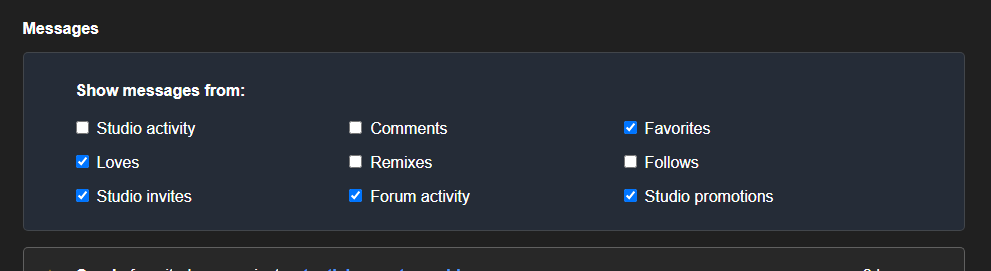 Messages
Show messages from:
Studio activity Comments Favorites
Loves Remixes Follows
Studio invites Forum activity Studio promotions